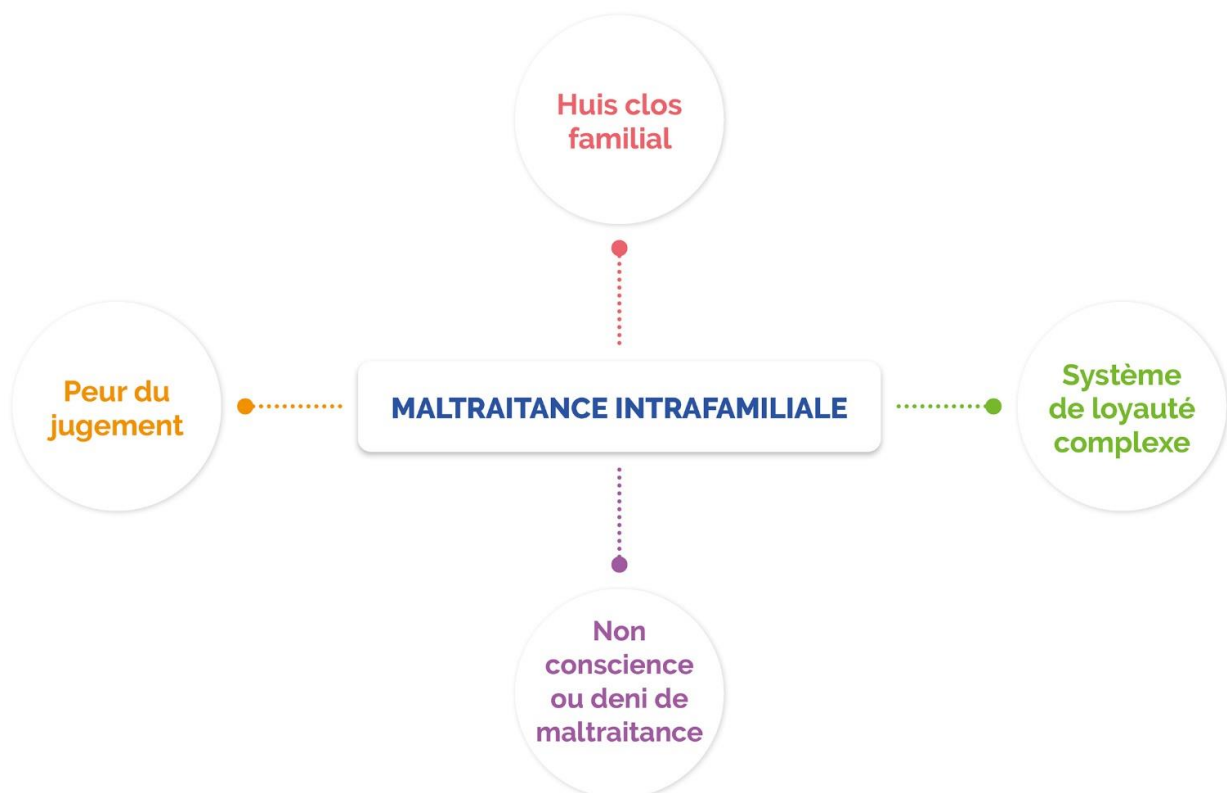 Huis clos
familial
Peur du
jugement
MALTRAITANCE INTRAFAMILIALE
Système
de loyauté
complexe
Non
conscience
ou deni de
maltraitance